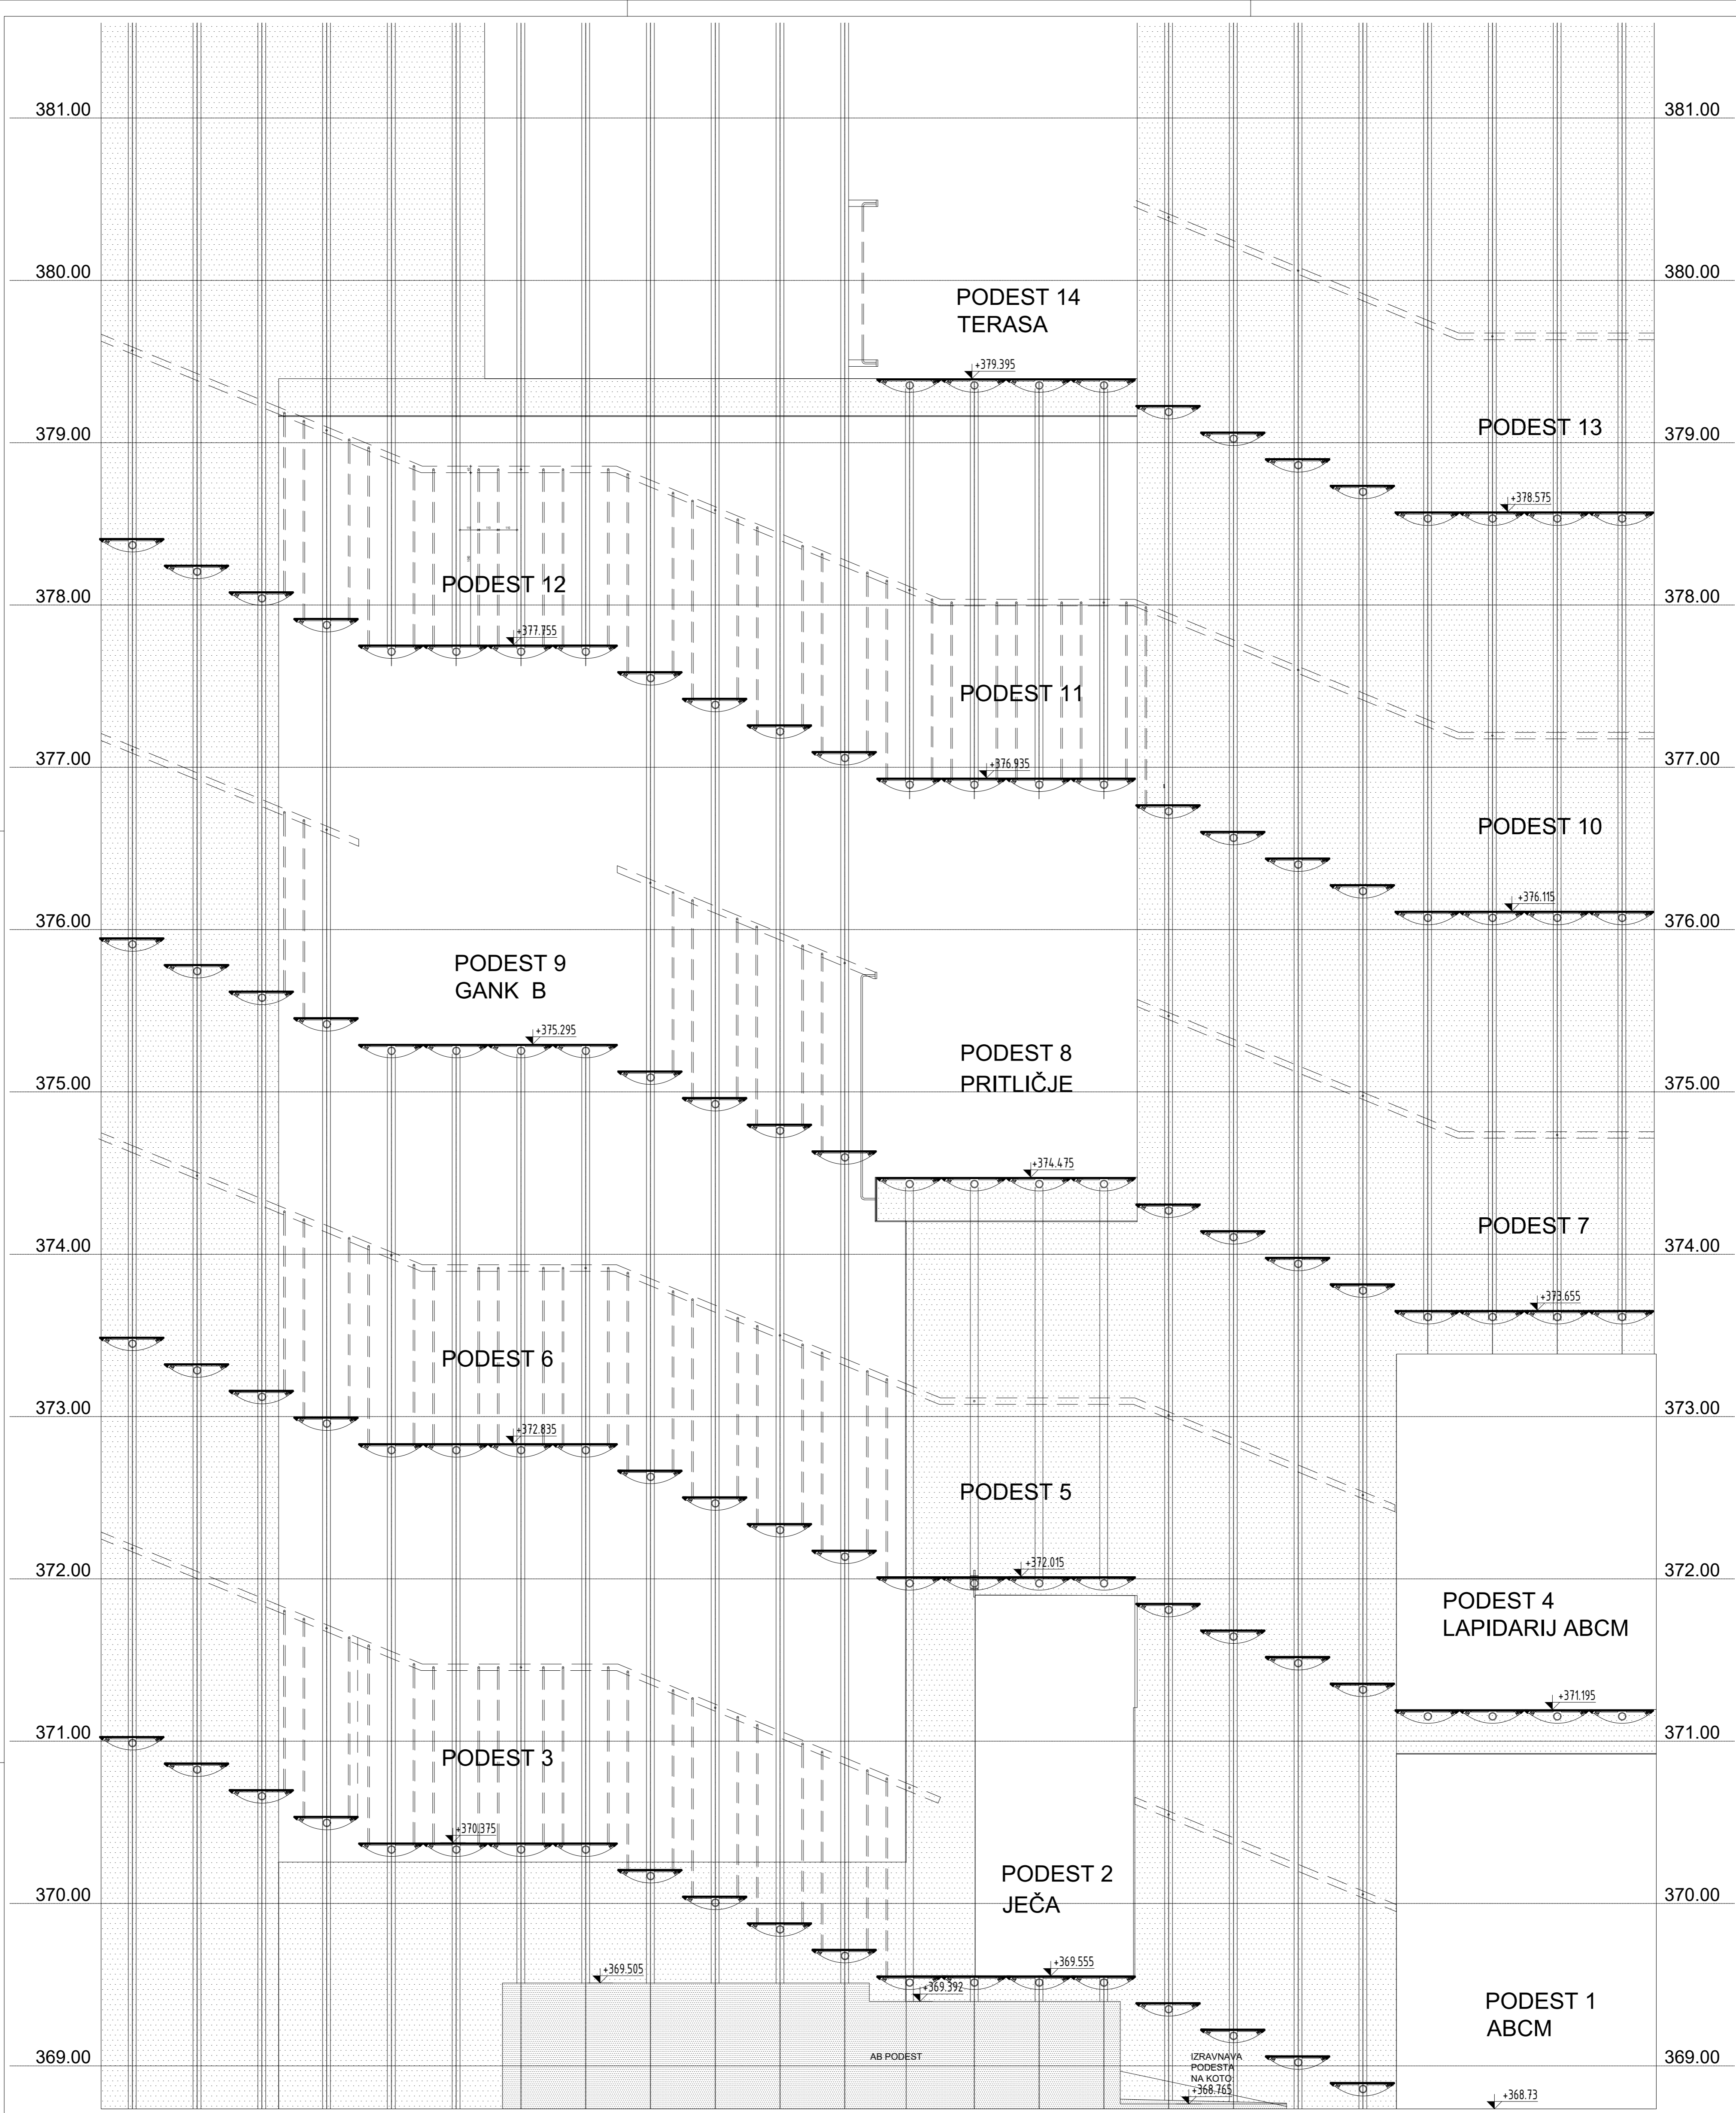 381.00
381.00
380.00
380.00
PODEST 14
TERASA
+379.395
379.00
PODEST 13
379.00
+378.575
PODEST 12
378.00
378.00
+377.755
PODEST 11
377.00
+376.935
377.00
PODEST 10
+376.115
376.00
376.00
PODEST 9
GANK B
+375.295
PODEST 8
PRITLIČJE
375.00
375.00
+374.475
PODEST 7
374.00
374.00
+373.655
PODEST 6
373.00
373.00
+372.835
PODEST 5
372.00
+372.015
372.00
PODEST 4
LAPIDARIJ ABCM
+371.195
371.00
371.00
PODEST 3
+370.375
PODEST 2
JEČA
370.00
370.00
+369.505
+369.555
+369.392
PODEST 1
ABCM
369.00
AB PODEST
IZRAVNAVA
PODESTA
NA KOTO:
+368.765
369.00
+368.73